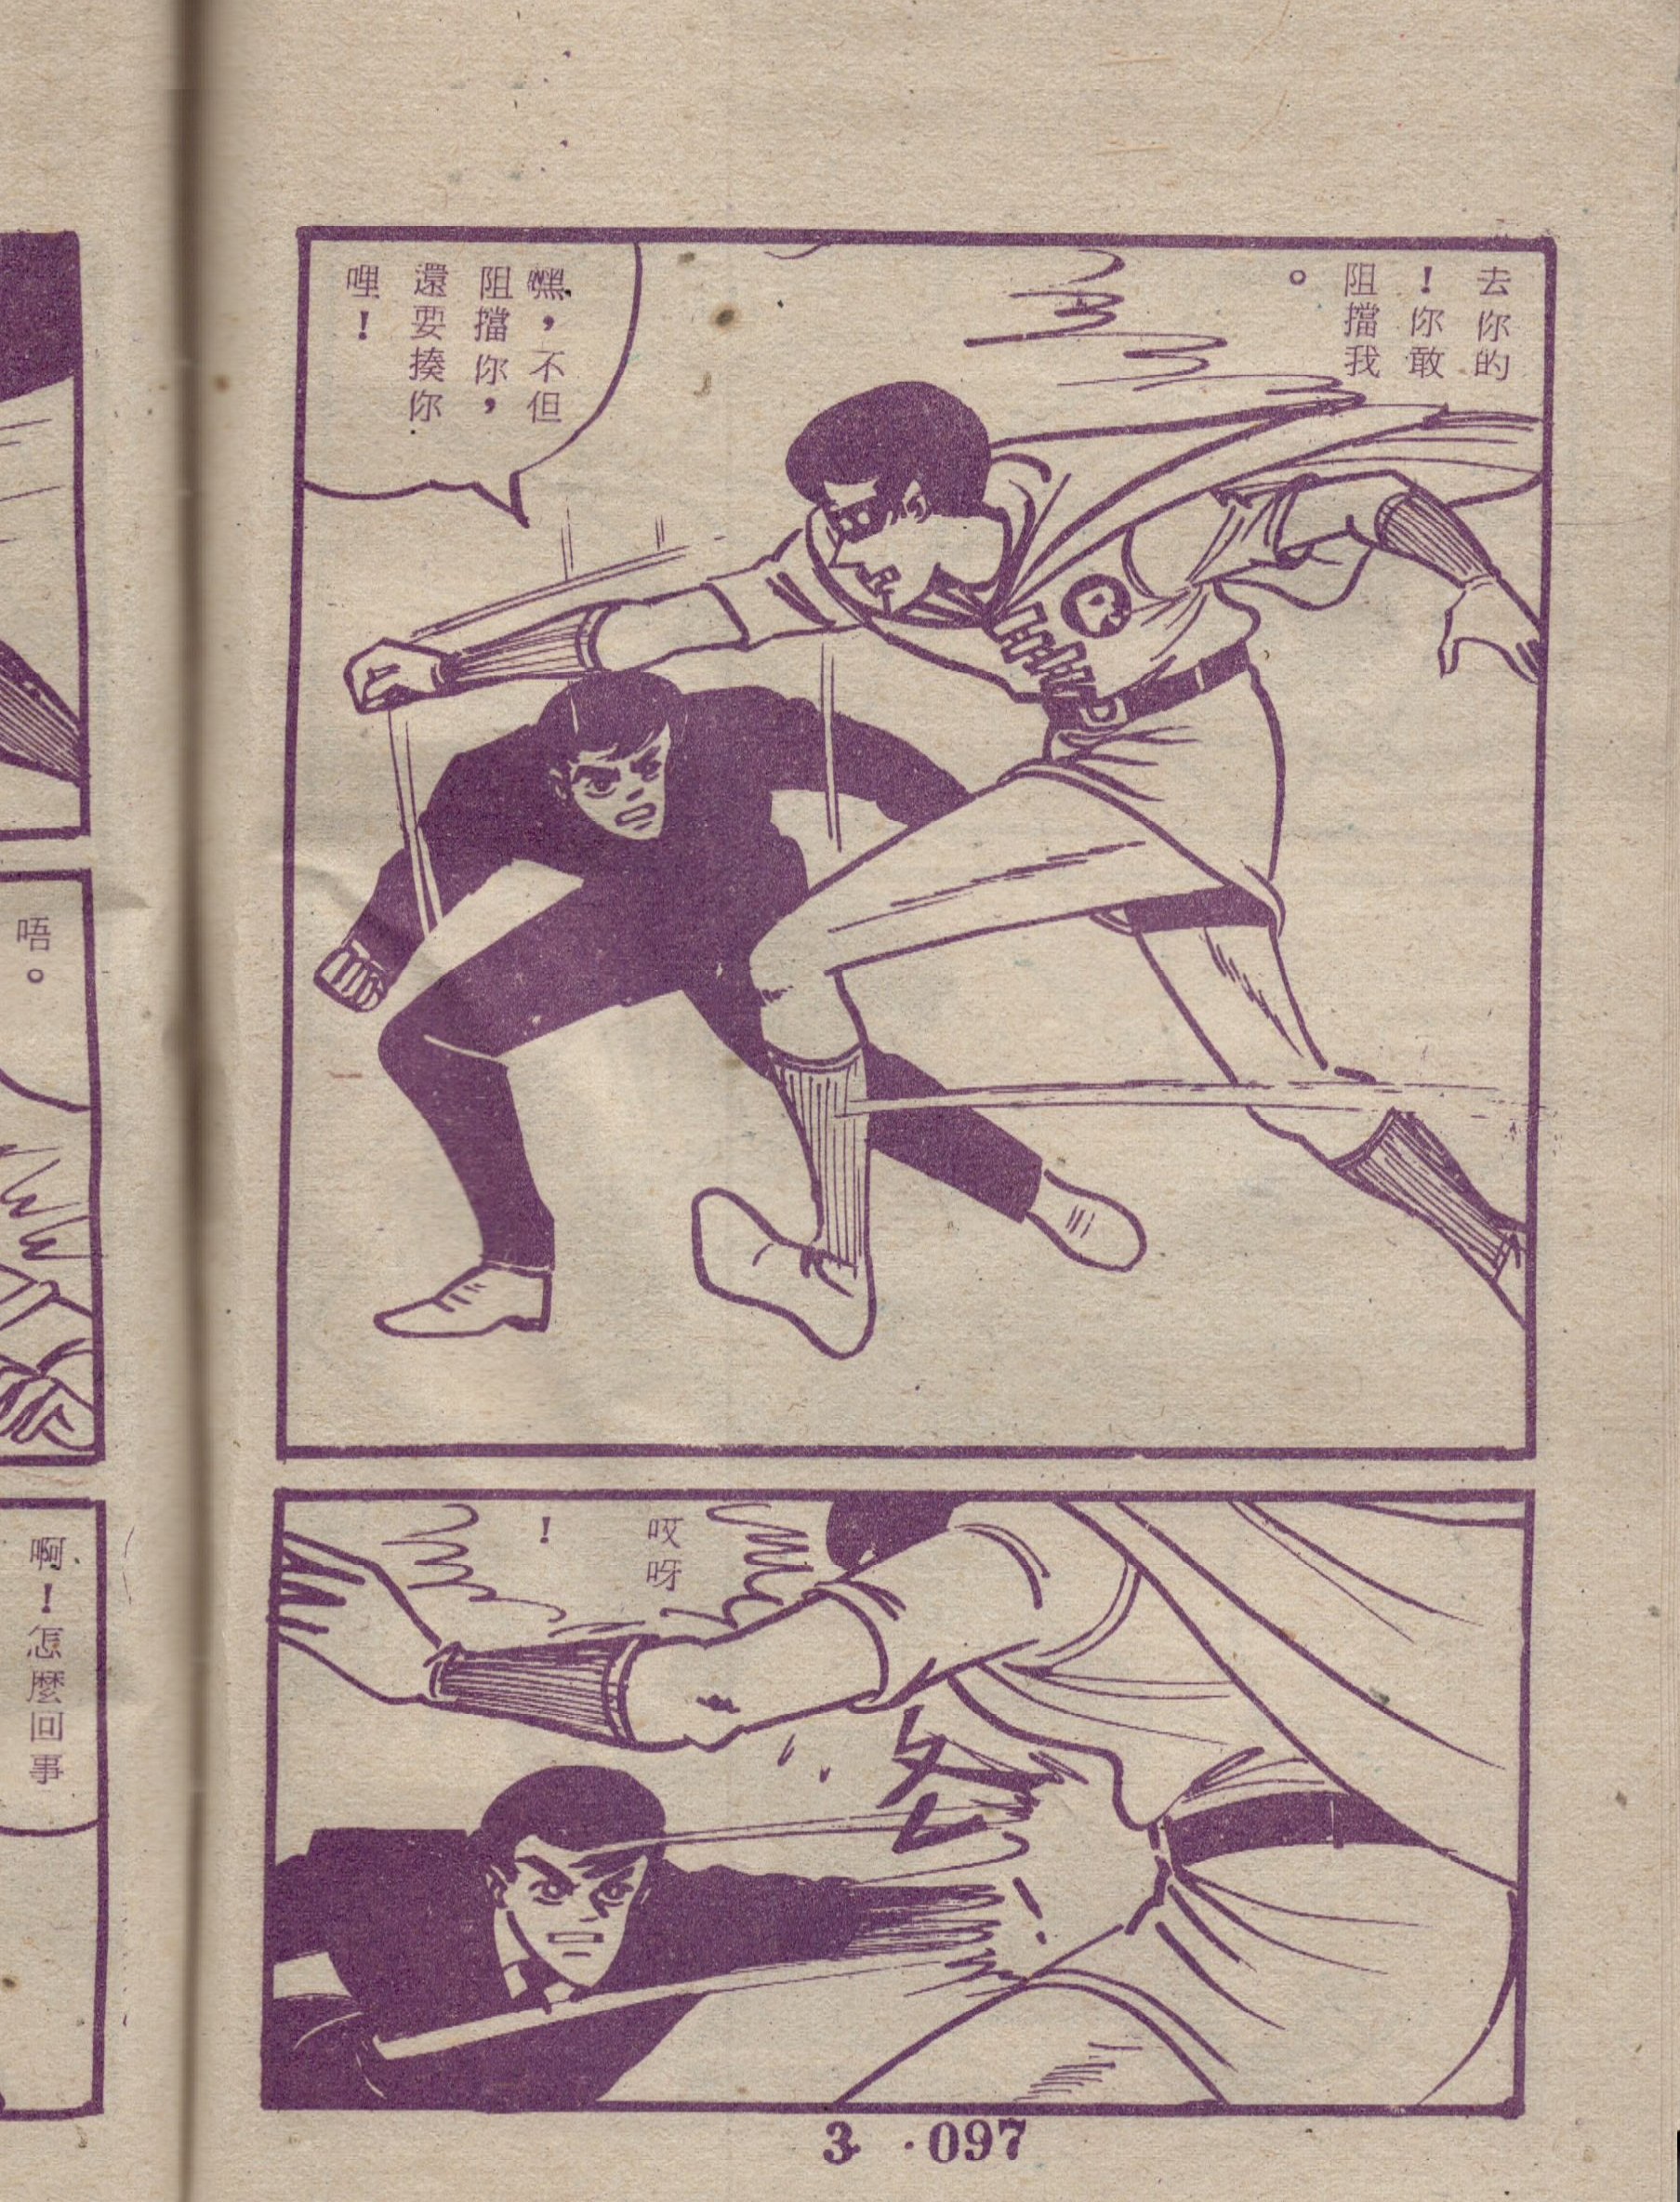 去你的
！你敢
阻擋我
。
嘿，不但
阻擋你，
還要揍你
哩！
哎呀
！
ㄆㄥ
3·097
唔。
啊！怎麼回事